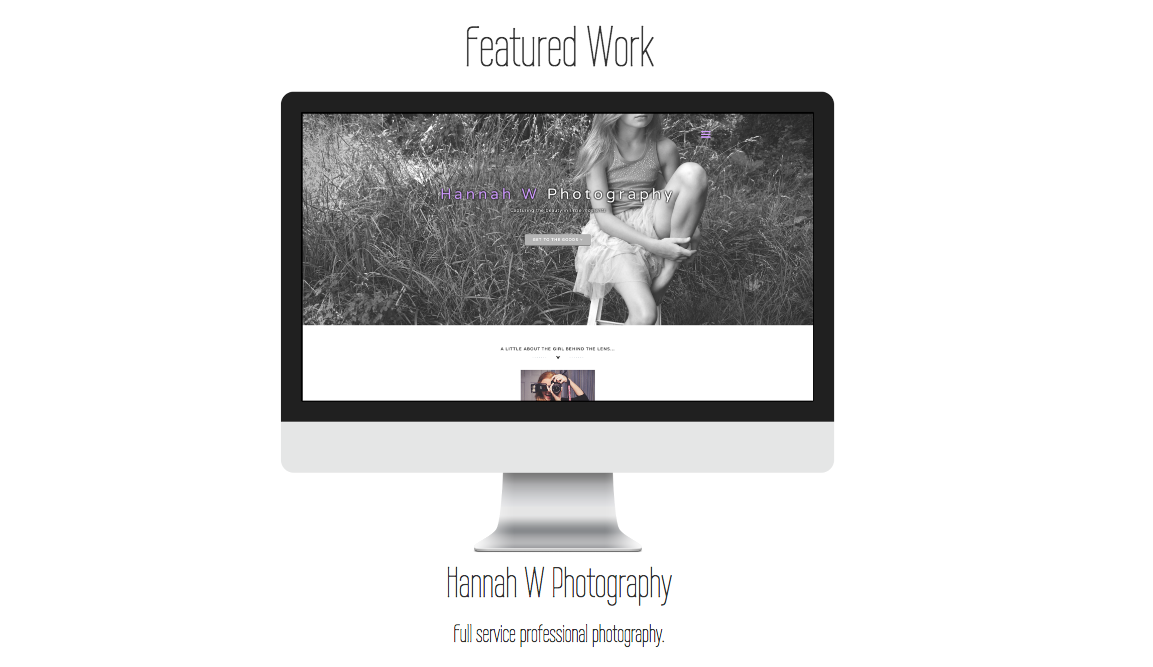 Featured Work
Hannah W Photography
GET TO THE GOODS
A LITTLE ABOUT THE GIRL BEHIND THE LENS...
Hannah W Photography
Full service professional photography.